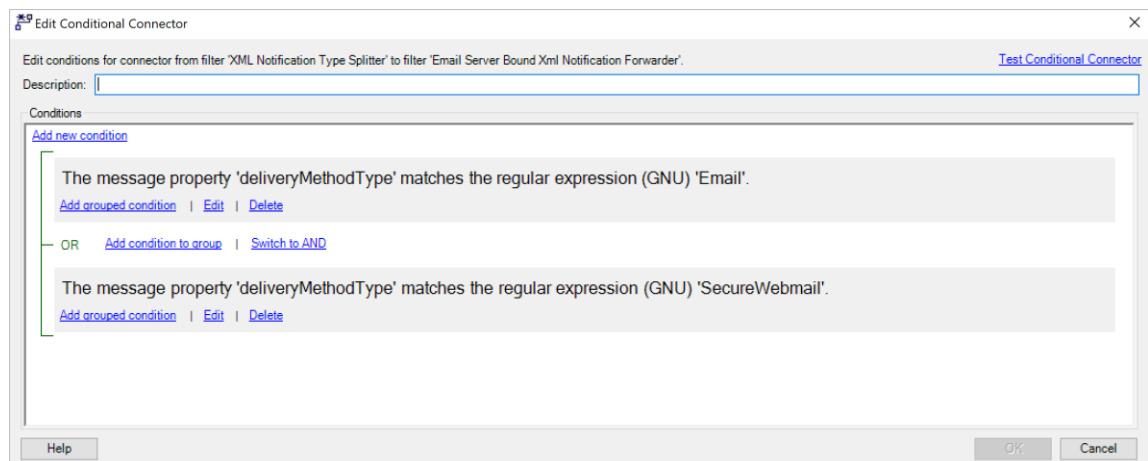 Edit Conditional Connector
Edit conditions for connector from filter 'XML Notification Type Splitter' to filter 'Email Server Bound Xml Notification Forwarder'. Test Conditional Connector
Description:
Conditions
Add new condition
The message property 'deliveryMethodType' matches the regular expression (GNU) 'Email'.
Add grouped condition | Edit | Delete
OR Add condition to group | Switch to AND
The message property 'deliveryMethodType' matches the regular expression (GNU) 'SecureWebmail'.
Add grouped condition | Edit | Delete
Help OK Cancel